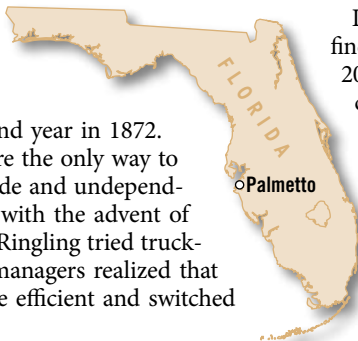 fin
20
FLORIDA
Palmetto
nd year in 1872.
re the only way to
de and undepend-
with the advent of
Ringling tried truck-
managers realized that
e efficient and switched